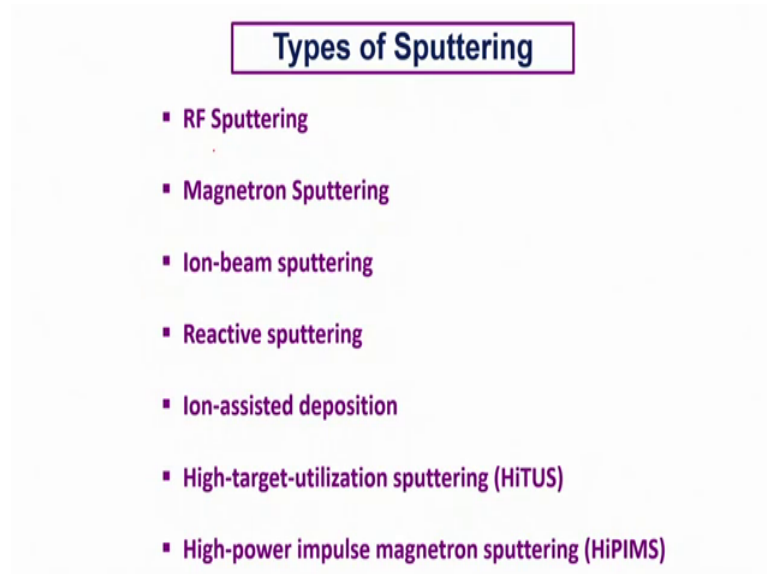 Types of Sputtering
▪ RF Sputtering
▪ Magnetron Sputtering
▪ Ion-beam sputtering
▪ Reactive sputtering
▪ Ion-assisted deposition
▪ High-target-utilization sputtering (HiTUS)
▪ High-power impulse magnetron sputtering (HiPIMS)